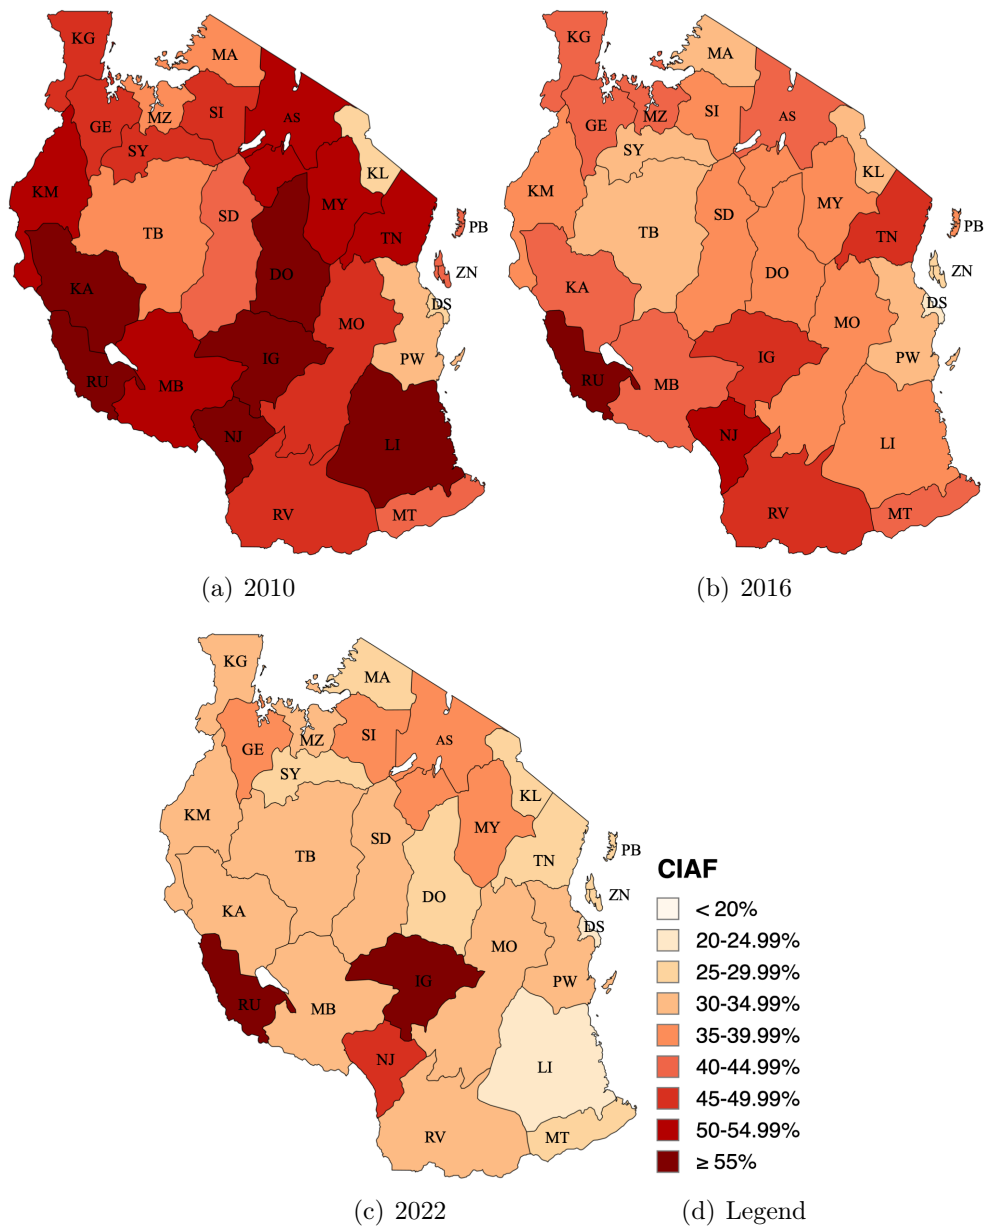 KG
MA
GE
MZ
SI
AS
SY
KL
KM
SD
MY
TB
TN
PB
DO
ZN
KA
DS
MO
IG
PW
RU
MB
NJ
LI
RV
MT
(a) 2010
KG
MA
GE
MZ
SI
AS
SY
KL
KM
SD
MY
TB
TN
PB
DO
ZN
KA
DS
MO
IG
PW
RU
MB
NJ
LI
RV
MT
(b) 2016
KG
MA
GE
MZ
SI
AS
SY
KL
KM
SD
MY
TB
TN
PB
DO
ZN
KA
DS
MO
IG
PW
RU
MB
NJ
LI
RV
MT
(c) 2022
CIAF
< 20%
20-24.99%
25-29.99%
30-34.99%
35-39.99%
40-44.99%
45-49.99%
50-54.99%
≥ 55%
(d) Legend